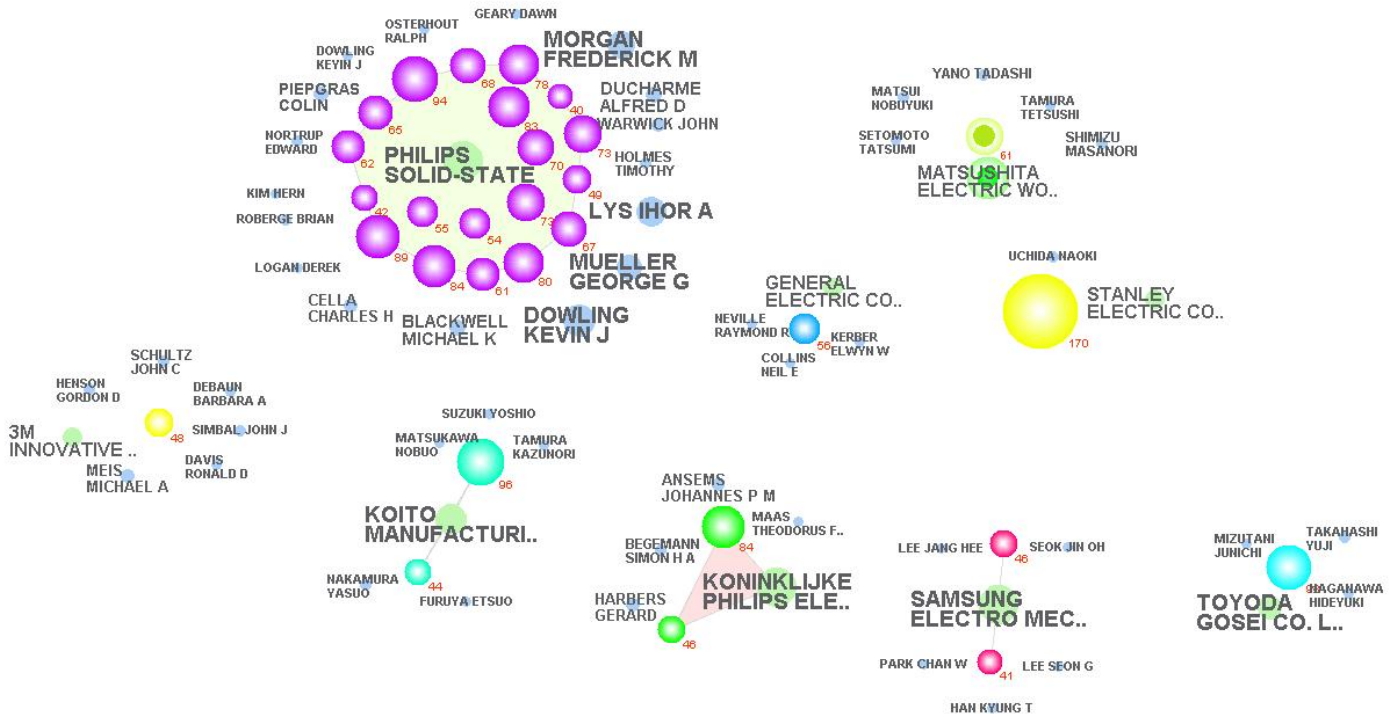 GEARY DAWN
OSTERHOUT
RALPH
DOWLING
KEYIN J
MORGAN
FREDERICK M
PIEPGRAS
COLIN
DUCHARME
ALFRED D
WARWICK JOHN
NORTRUP
EDWARD
PHILIPS
SOLID-STATE
HOLMES
TIMOTHY
KIM HERN
LYS IHOR A
ROBERGE BRIAN
LOGAN DEREK
MUELLER
GEORGE G
CELLA
CHARLES H
BLACKWELL
MICHAEL K
DOWLING
KEVIN J
94
68
78
40
83
65
73
70
62
49
42
55
54
73
67
89
84
61
80
YANO TADASHI
MATSUI
NOBUYUKI
TAMURA
TETSUSHI
SETOMOTO
TATSUMI
SHIMIZU
MASANORI
61
MATSUSHITA
ELECTRIC WO..
GENERAL
ELECTRIC CO..
NEVILLE
RAYMOND R
56
KERBER
ELWYN W
COLLINS
NEIL E
UCHIDA NAOKI
STANLEY
ELECTRIC CO..
170
SCHULTZ
JOHN C
HENSON
GORDON D
DEBAUN
BARBARA A
3M
INNOVATIVE ..
48
SIMBAL JOHN J
MEIS
MICHAEL A
DAVIS
RONALD D
SUZUKI YOSHIO
MATSUKAWA
NOBUO
TAMURA
KAZUNORI
96
KOITO
MANUFACTURI..
44
NAKAMURA
YASUO
FURUYA ETSUO
ANSEMS
JOHANNES P M
MAAS
THEODORUS F..
BEGEMANN
SIMON H A
84
KONINKLIJKE
PHILIPS ELE..
HARBERS
GERARD
46
LEE JANG HEE
46
SEOK JIN OH
SAMSUNG
ELECTRO MEC..
PARK CHAN W
41
LEE SEON G
HAN KYUNG T
MIZUTANI
JUNICHI
TAKAHASHI
YUJI
HAGANAWA
HIDEYUKI
TOYODA
GOSEI CO. L..